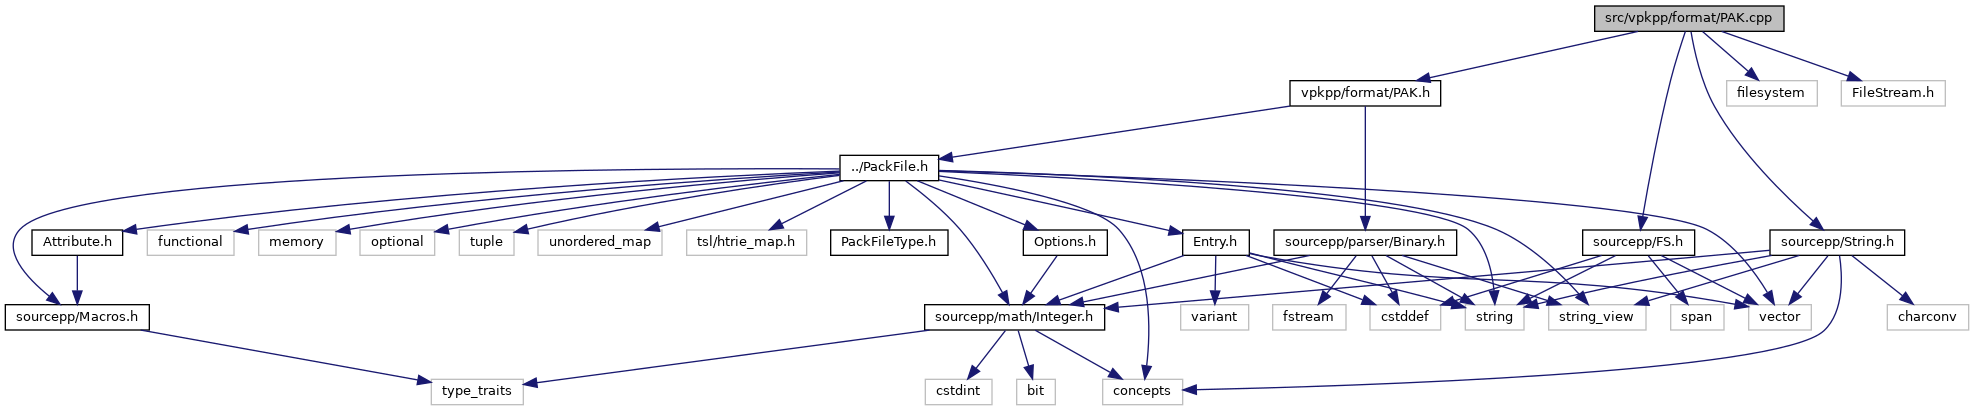 src/vpkpp/format/PAK.cpp
vpkpp/format/PAK.h
filesystem
FileStream.h
../PackFile.h
Attribute.h
functional
memory
optional
tuple
unordered_map
tsl/htrie_map.h
PackFileType.h
Options.h
Entry.h
sourcepp/parser/Binary.h
sourcepp/FS.h
sourcepp/String.h
sourcepp/Macros.h
sourcepp/math/Integer.h
variant
fstream
cstddef
string
string_view
span
vector
charconv
type_traits
cstdint
bit
concepts